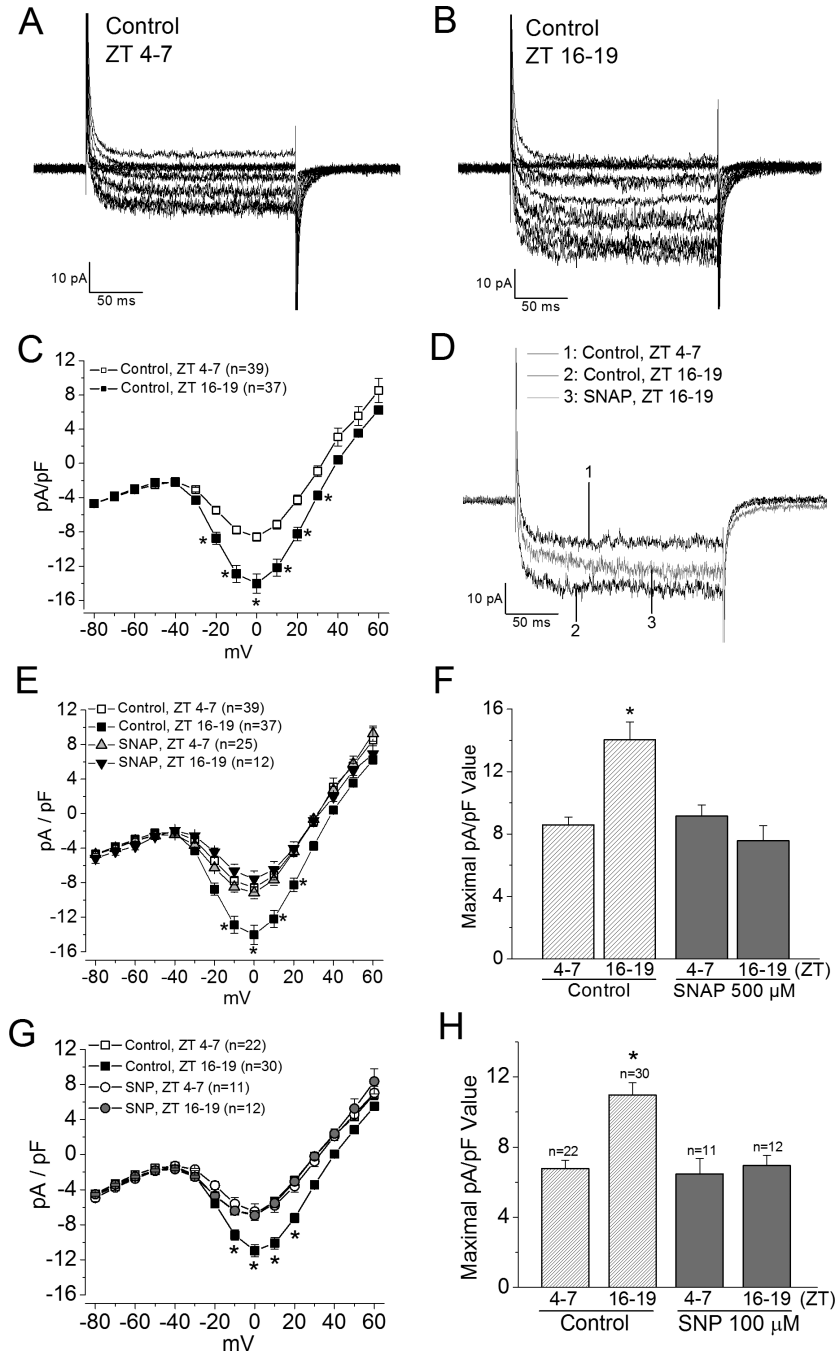 A
Control
ZT 4-7
10 pA
50 ms
B
Control
ZT 16-19
10 pA
50 ms
C
Control, ZT 4-7 (n=39)
Control, ZT 16-19 (n=37)
12
8
4
0
-4
-8
-12
-16
pA/pF
* * * * * *
-80 -60 -40 -20 0 20 40 60
mV
D
1: Control, ZT 4-7
2: Control, ZT 16-19
3: SNAP, ZT 16-19
1
2
3
10 pA
50 ms
E
Control, ZT 4-7 (n=39)
Control, ZT 16-19 (n=37)
SNAP, ZT 4-7 (n=25)
SNAP, ZT 16-19 (n=12)
12
8
4
0
-4
-8
-12
-16
pA / pF
* * * *
-80 -60 -40 -20 0 20 40 60
mV
F
16
12
8
4
0
Maximal pA/pF Value
*
4-7 16-19 4-7 16-19 (ZT)
Control SNAP 500 µM
G
Control, ZT 4-7 (n=22)
Control, ZT 16-19 (n=30)
SNP, ZT 4-7 (n=11)
SNP, ZT 16-19 (n=12)
12
8
4
0
-4
-8
-12
-16
pA / pF
* * * *
-80 -60 -40 -20 0 20 40 60
mV
H
12
9
6
3
0
Maximal pA/pF Value
*
n=22 n=30 n=11 n=12
4-7 16-19 4-7 16-19 (ZT)
Control SNP 100 µM